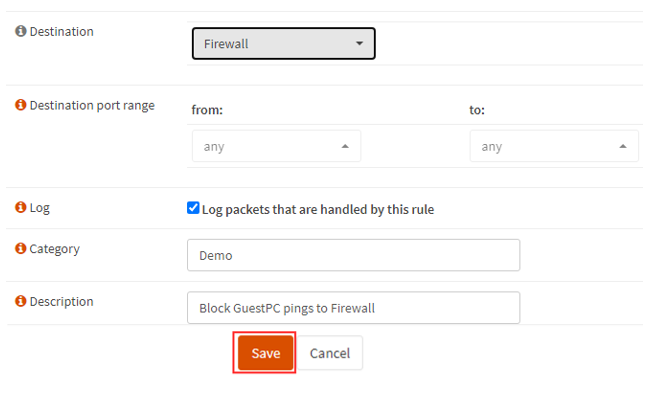 Destination
Firewall
Destination port range
from:
to:
any
any
Log
Log packets that are handled by this rule
Category
Demo
Description
Block GuestPC pings to Firewall
Save
Cancel